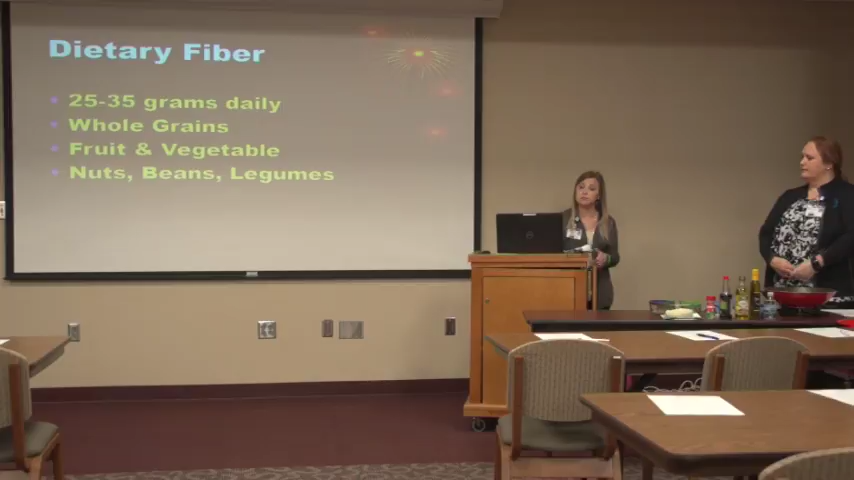 Dietary Fiber
25-35 grams daily
Whole Grains
Fruit & Vegetable
Nuts, Beans, Legumes